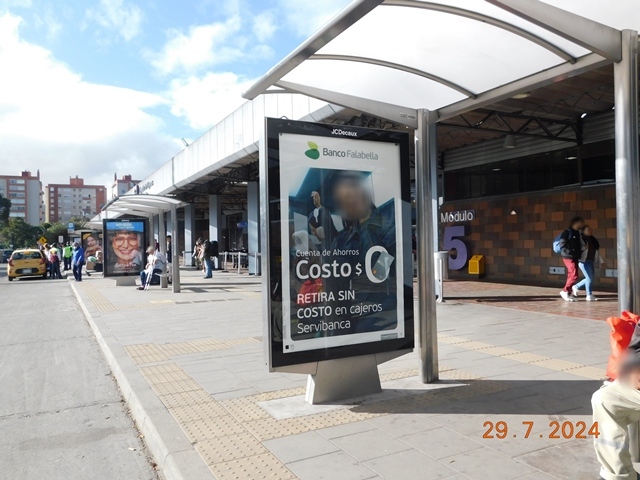 JCDecaux
Banco Falabella
Cuenta de Ahorros
Costo $0
RETIRA SIN
COSTO en cajeros
Servibanca
Módulo
5
29.7.2024